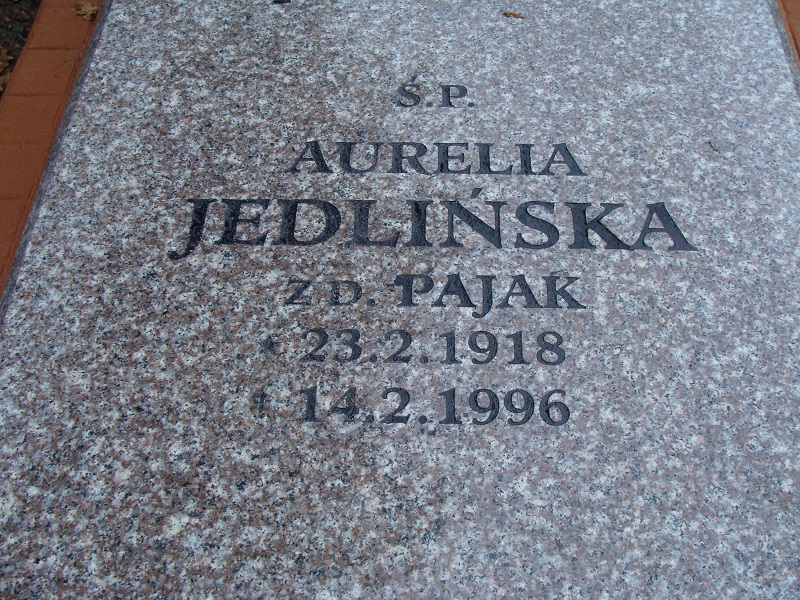 Ś.P.
AURELIA
JEDLIŃSKA
Z D. PAJAK
* 23.2.1918
† 14.2.1996